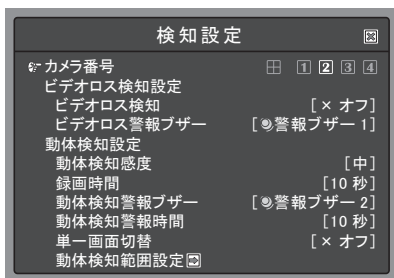 検知設定
カメラ番号 1 2 3 4
ビデオロス検知設定
ビデオロス検知 [× オフ]
ビデオロス警報ブザー [警報ブザー 1]
動体検知設定
動体検知感度 [中]
録画時間 [10 秒]
動体検知警報ブザー [警報ブザー 2]
動体検知警報時間 [10 秒]
単一画面切替 [× オフ]
動体検知範囲設定